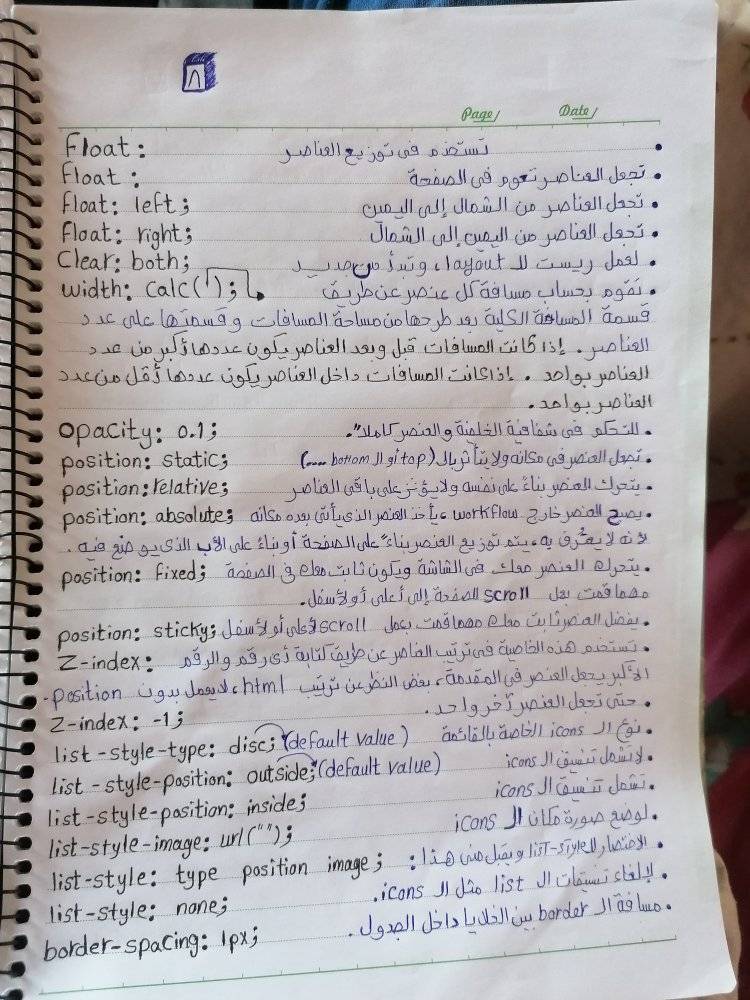 ٨
Page/ Date/
Float: تستخدم في توزيع العناصر •
Float: • تجعل العناصر تعوم في الصفحة
Float: left; • تجعل العناصر من الشمال إلى اليمين
Float: right; • تجعل العناصر من اليمين إلى الشمال
Clear: both; • لعمل ريست للـ layout، وتبدأ من جديد
width: calc(); • تقوم بحساب مسافة كل عنصر عن طريق
قسمة المسافة الكلية بعد طرحها من مساحة المسافات وقسمتها على عدد
العناصر. إذا كانت المسافات قبل وبعد العناصر يكون عددها أكبر من عدد
العناصر بواحد. إذا كانت المسافات داخل العناصر يكون عددها أقل من عدد
العناصر بواحد.
opacity: 0.1; • للتحكم في شفافية الخلفية والعنصر كاملاً.
position: static; • تجعل العنصر في مكانه ولا يتأثر بالـ (top أو الـ bottom ....)
position: relative; • يتحرك العنصر بناءً على نفسه ولا يؤثر على باقي العناصر
position: absolute; • يصبح العنصر خارج workflow، يأخذ العنصر الذي يأتي بعده مكانه
لأنه لا يعترف به، يتم توزيع العنصر بناءً على الصفحة أو بناء على الأب الذي يوضع فيه.
position: fixed; • يتحرك العنصر معك في الشاشة ويكون ثابت معك في الصفحة
مهما قمت بعمل scroll للصفحة إلى أعلى أو لأسفل.
position: sticky; • يفضل العنصر ثابت معك مهما قمت بعمل scroll لأعلى أو لأسفل
Z-index: • تستخدم هذه الخاصية في ترتيب العناصر عن طريق كتابة أي رقم والرقم
الأكبر يجعل العنصر في المقدمة، بغض النظر عن ترتيب html، لا يعمل بدون position.
Z-index: -1; • حتى تجعل العنصر آخر واحد.
list-style-type: disc; (default value) • نوع الـ icons الخاصة بالقائمة
list-style-position: outside; (default value) • لا تشمل تنسيق الـ icons
list-style-position: inside; • تشمل تنسيق الـ icons
list-style-image: url(""); • لوضع صورة مكان الـ icons
list-style: type position image; • الاختصار للـ list-style ويقبل هذا:
list-style: none; • لإلغاء تنسيقات الـ list مثل الـ icons.
border-spacing: 1px; • مسافة الـ border بين الخلايا داخل الجدول.